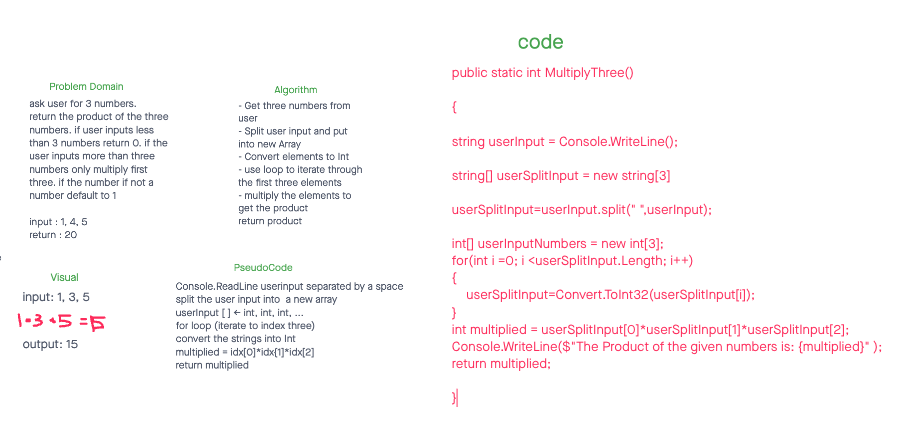 Problem Domain
ask user for 3 numbers.
return the product of the three
numbers. if user inputs less
than 3 numbers return 0. if the
user inputs more than three
numbers only multiply first
three. if the number if not a
number default to 1
input : 1, 4, 5
return : 20
Algorithm
- Get three numbers from
user
- Split user input and put
into new Array
- Convert elements to Int
- use loop to iterate through
the first three elements
- multiply the elements to
get the product
return product
Visual
input: 1, 3, 5
1·3·5 = 15
output: 15
PseudoCode
Console.ReadLine userinput separated by a space
split the user input into  a new array
userInput [ ] ← int, int, int, ...
for loop (iterate to index three)
convert the strings into Int
multiplied = idx[0]*idx{1]*idx[2]
return multiplied
code
public static int MultiplyThree()
{
string userInput = Console.WriteLine();
string[] userSplitInput = new string[3]
userSplitInput=userInput.split(" ",userInput);
int[] userInputNumbers = new int[3];
for(int i =0; i <userSplitInput.Length; i++)
{
userSplitInput=Convert.ToInt32(userSplitInput[i]);
}
int multiplied = userSplitInput[0]*userSplitInput[1]*userSplitInput[2];
Console.WriteLine($"The Product of the given numbers is: {multiplied}" );
return multiplied;
}